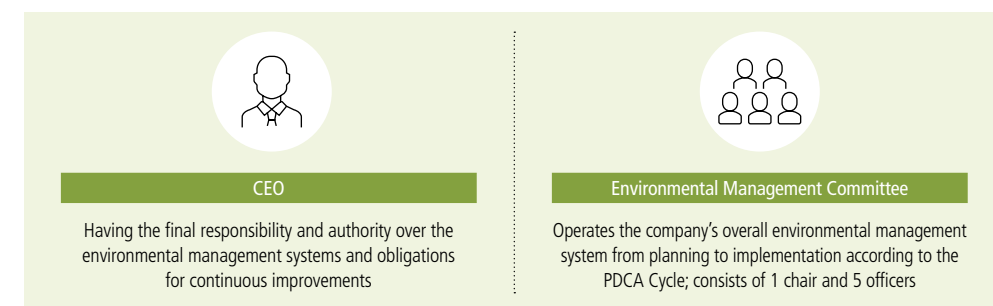 CEO
Having the final responsibility and authority over the
environmental management systems and obligations
for continuous improvements
Environmental Management Committee
Operates the company's overall environmental management
system from planning to implementation according to the
PDCA Cycle; consists of 1 chair and 5 officers